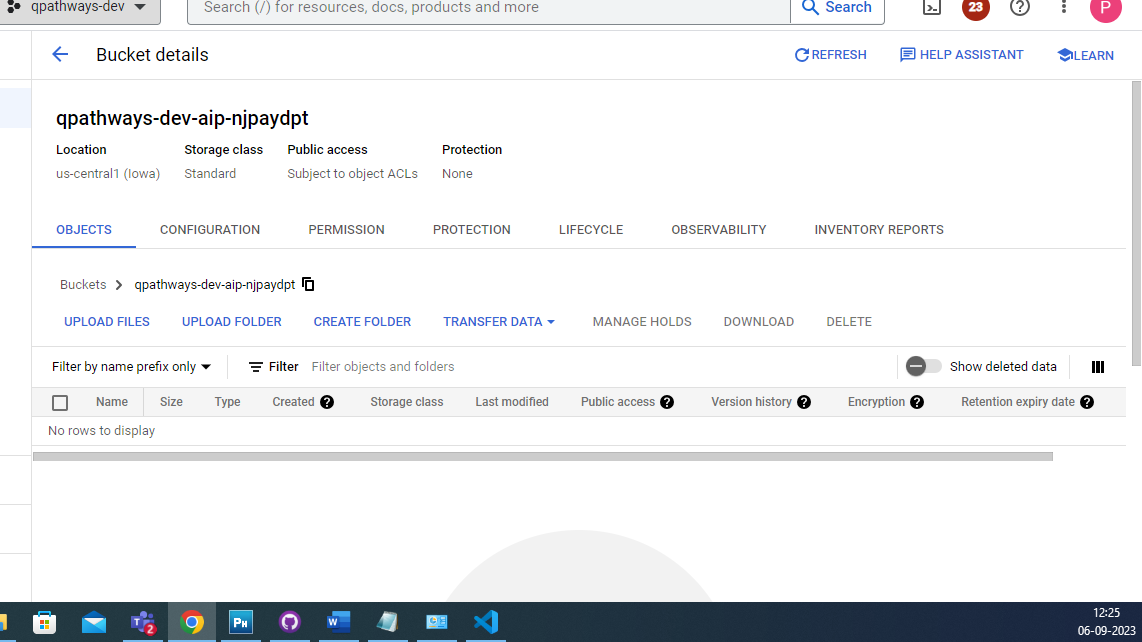 qpathways-dev
Search (/) for resources, docs, products and more
Search
23
P
Bucket details
REFRESH
HELP ASSISTANT
LEARN
qpathways-dev-aip-njpaydpt
Location Storage class Public access Protection
us-central1 (Iowa) Standard Subject to object ACLs None
OBJECTS CONFIGURATION PERMISSION PROTECTION LIFECYCLE OBSERVABILITY INVENTORY REPORTS
Buckets qpathways-dev-aip-njpaydpt
UPLOAD FILES UPLOAD FOLDER CREATE FOLDER TRANSFER DATA MANAGE HOLDS DOWNLOAD DELETE
Filter by name prefix only Filter Filter objects and folders Show deleted data
Name Size Type Created Storage class Last modified Public access Version history Encryption Retention expiry date
No rows to display
12:25
06-09-2023
2